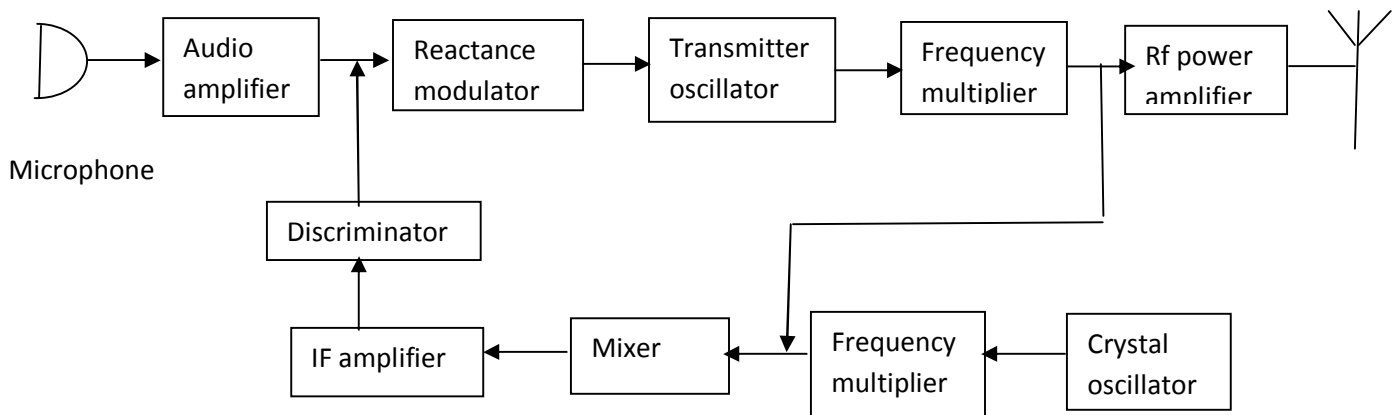 Audio
amplifier
Reactance
modulator
Transmitter
oscillator
Frequency
multiplier
Rf power
amplifier
Microphone
Discriminator
IF amplifier
Mixer
Frequency
multiplier
Crystal
oscillator